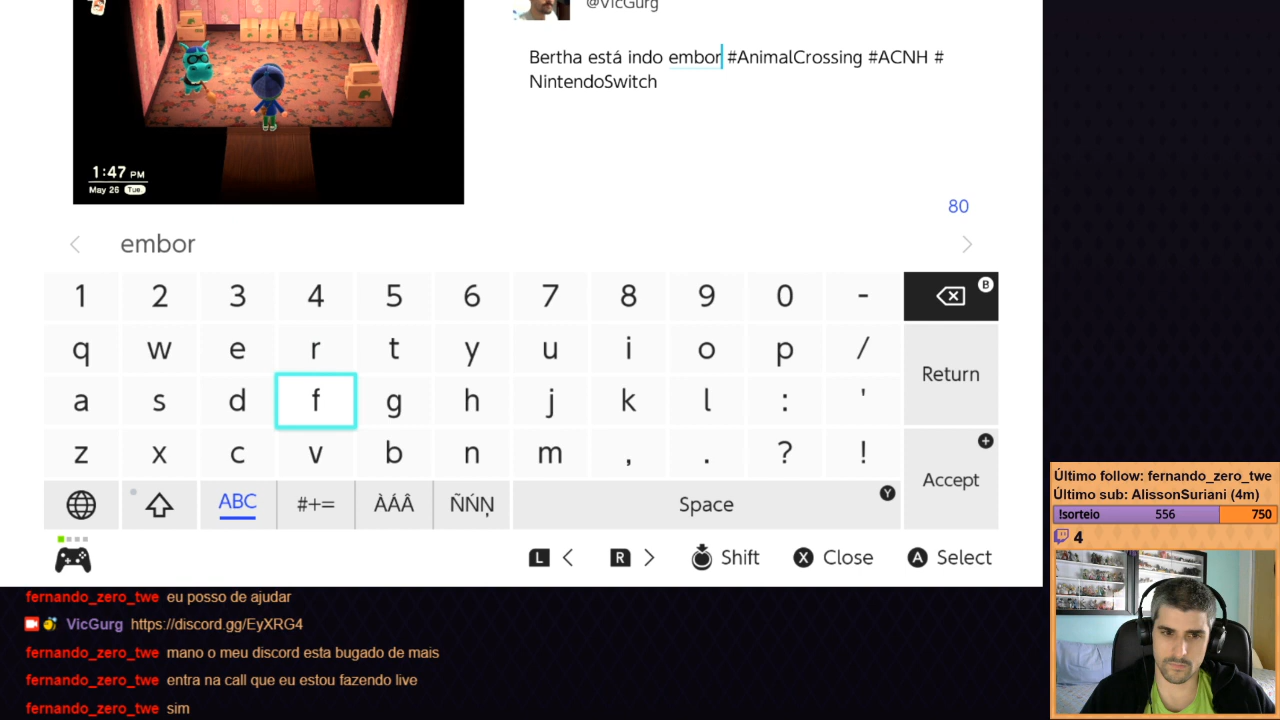 @VicGurg
Bertha está indo embor #AnimalCrossing #ACNH #
NintendoSwitch
1:47 PM
May 26 Tue
80
embor
1 2 3 4 5 6 7 8 9 0 - B
q w e r t y u i o p / Return
a s d f g h j k l : '
z x c v b n m , . ? ! + Accept
ABC #+= ÀÁÂ ÑŃŅ Space Y
L < R > Shift X Close A Select
fernando_zero_twe eu posso de ajudar
VicGurg https://discord.gg/EyXRG4
fernando_zero_twe mano o meu discord esta bugado de mais
fernando_zero_twe entra na call que eu estou fazendo live
fernando_zero_twe sim
Último follow: fernando_zero_twe
Último sub: AlissonSuriani (4m)
!sorteio 556 750
4